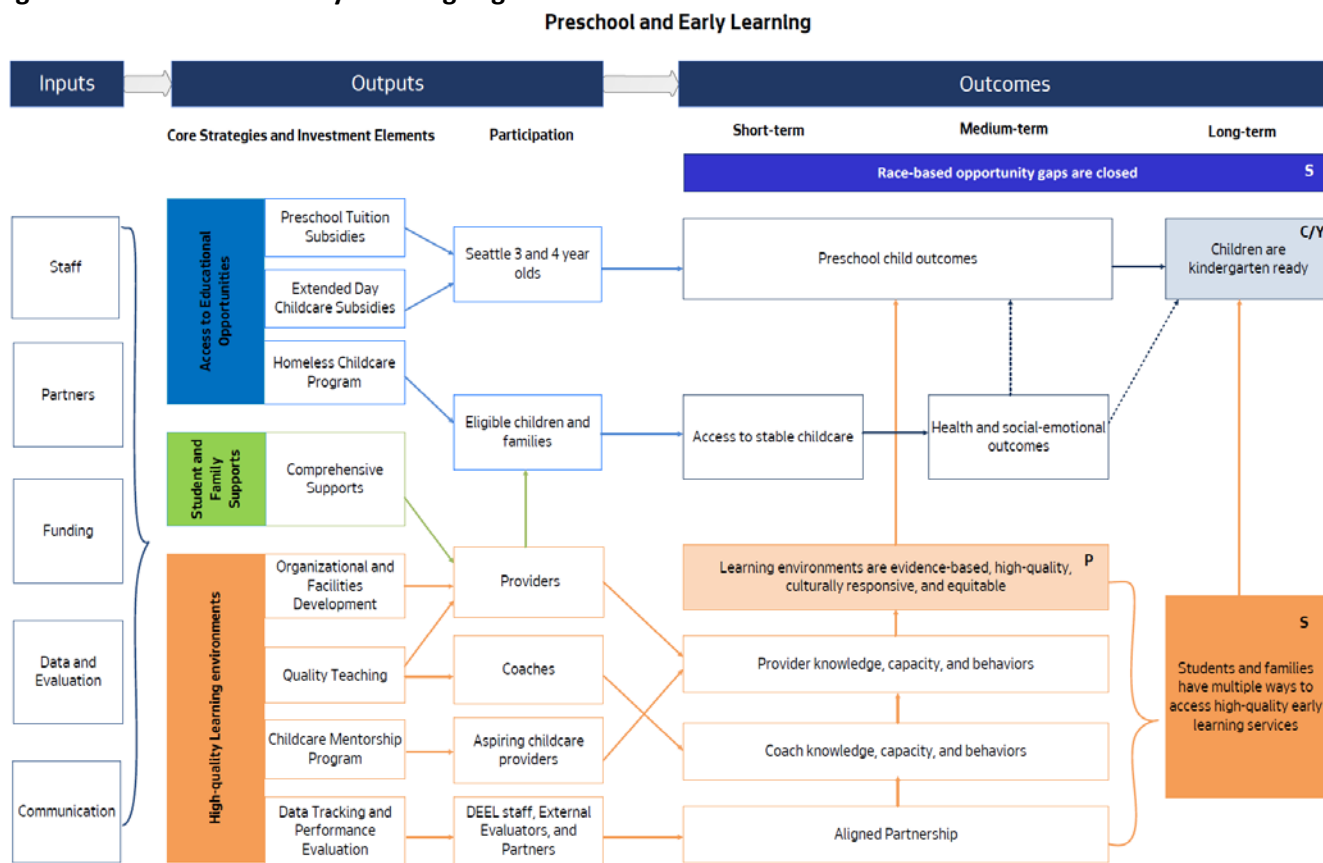 Preschool and Early Learning
Inputs
Outputs
Outcomes
Core Strategies and Investment Elements
Participation
Short-term
Medium-term
Long-term
Race-based opportunity gaps are closed
S
Staff
Partners
Funding
Data and
Evaluation
Communication
Access to Educational
Opportunities
Preschool Tuition
Subsidies
Extended Day
Childcare Subsidies
Homeless Childcare
Program
Student and
Family
Supports
Comprehensive
Supports
High-quality Learning environments
Organizational and
Facilities
Development
Quality Teaching
Childcare Mentorship
Program
Data Tracking and
Performance
Evaluation
Seattle 3 and 4 year
olds
Eligible children and
families
Providers
Coaches
Aspiring childcare
providers
DEEL staff, External
Evaluators, and
Partners
Preschool child outcomes
Access to stable childcare
Health and social-emotional
outcomes
Learning environments are evidence-based, high-quality,
culturally responsive, and equitable
P
Provider knowledge, capacity, and behaviors
Coach knowledge, capacity, and behaviors
Aligned Partnership
C/Y
Children are
kindergarten ready
S
Students and families
have multiple ways to
access high-quality early
learning services